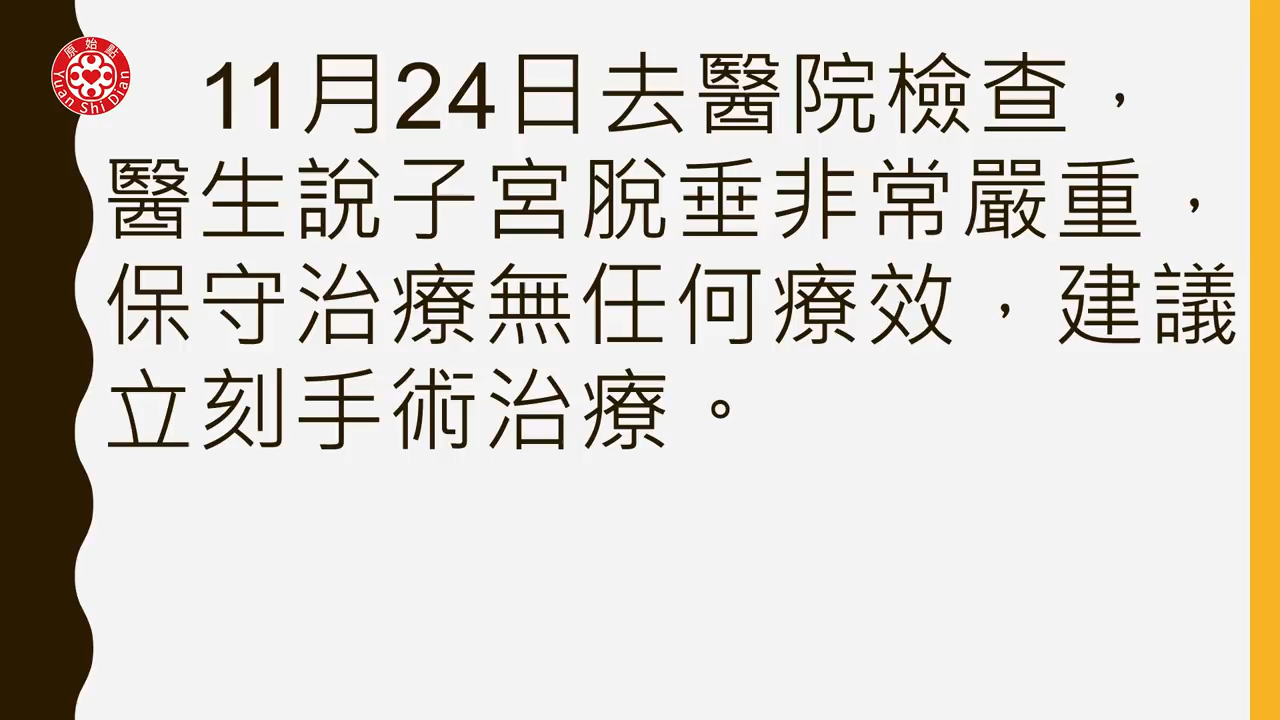 原始點
Yuan Shi Dian
11月24日去醫院檢查，
醫生說子宮脫垂非常嚴重，
保守治療無任何療效，建議
立刻手術治療。